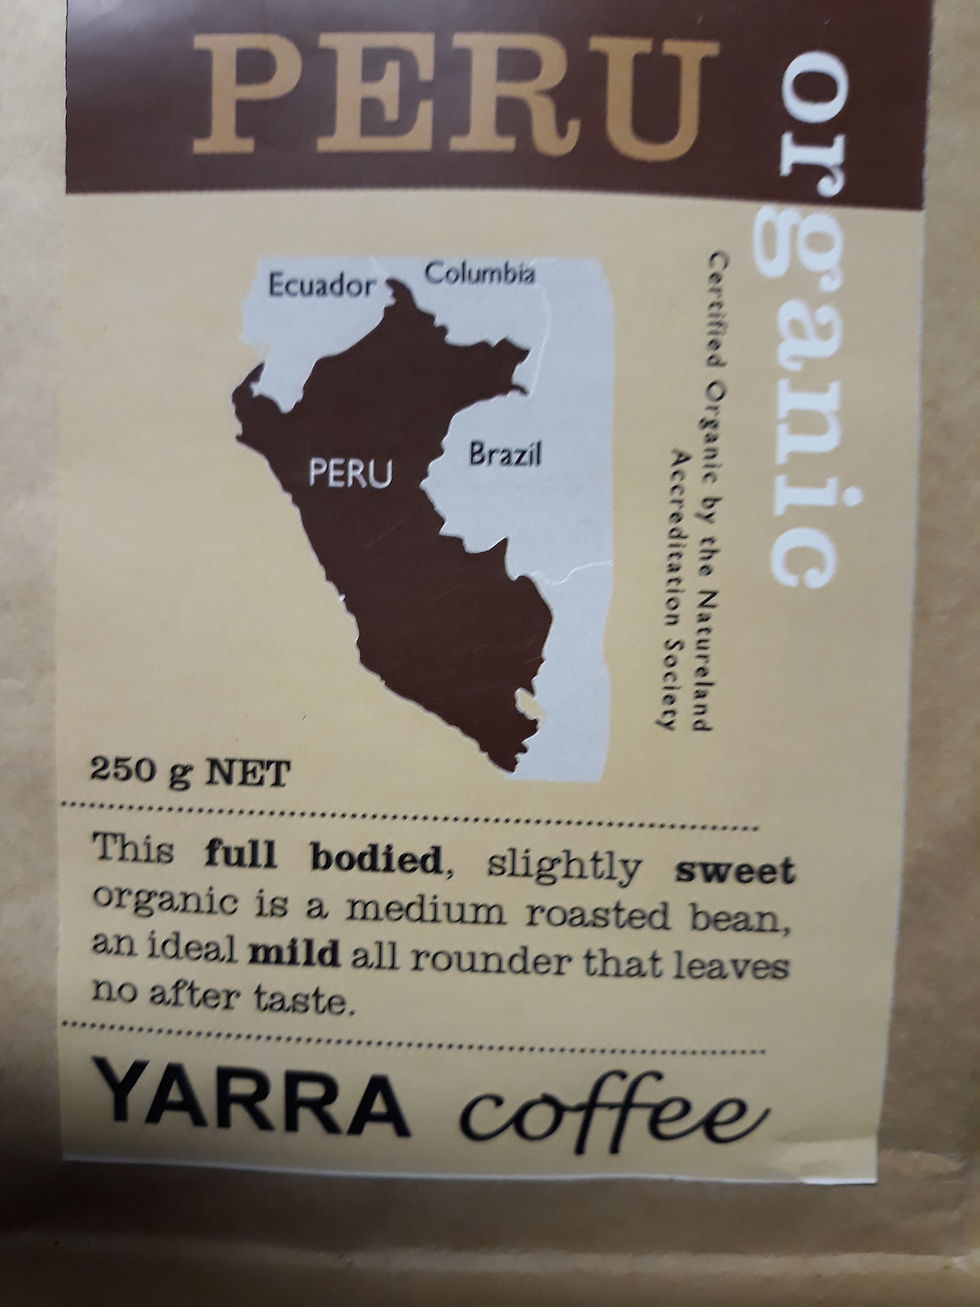 PERU
organic
Certified Organic by the Natureland
Accreditation Society
Ecuador
Columbia
Brazil
PERU
250 g NET
This full bodied, slightly sweet
organic is a medium roasted bean,
an ideal mild all rounder that leaves
no after taste.
YARRA coffee